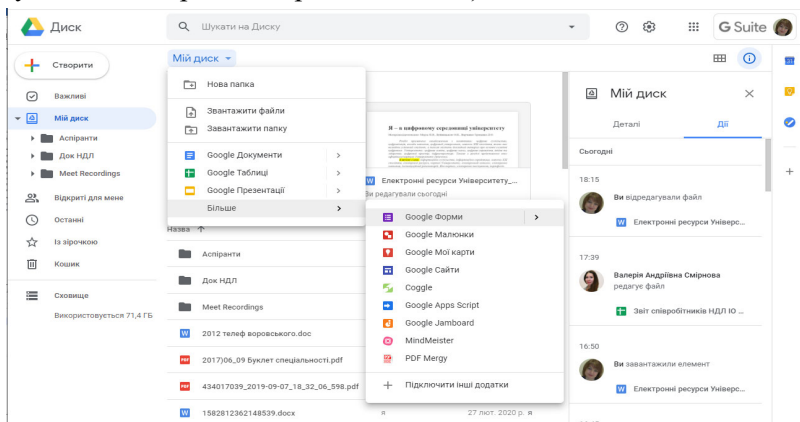 Диск
Шукати на Диску
G Suite
Створити
Важливі
Мій диск
Аспіранти
Док НДЛ
Meet Recordings
Відкриті для мене
Останні
Із зірочкою
Кошик
Сховище
Використовується 71,4 ГБ
Мій диск
Нова папка
Звантажити файли
Завантажити папку
Google Документи
Google Таблиці
Google Презентації
Більше
Google Форми
Google Малюнки
Google Мої карти
Google Сайти
Coggle
Google Apps Script
Google Jamboard
MindMeister
PDF Mergy
Підключити інші додатки
Я – в цифровому середовищі університету
Електронні ресурси Університету_...
Ви редагували сьогодні
Назва
Аспіранти
Док НДЛ
Meet Recordings
2012 телеф воровського.doc
2017)06_09 Буклет спеціальності.pdf
434017039_2019-09-07_18_32_06_598.pdf
1582812362148539.docx
я
27 лют. 2020 р. я
Мій диск
Деталі
Дії
Сьогодні
18:15
Ви відредагували файл
Електронні ресурси Універс...
17:39
Валерія Андріївна Смірнова
редагує файл
Звіт співробітників НДЛ ІО ...
16:50
Ви завантажили елемент
Електронні ресурси Універс...